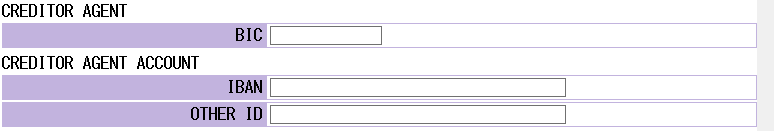 CREDITOR AGENT
BIC
CREDITOR AGENT ACCOUNT
IBAN
OTHER ID